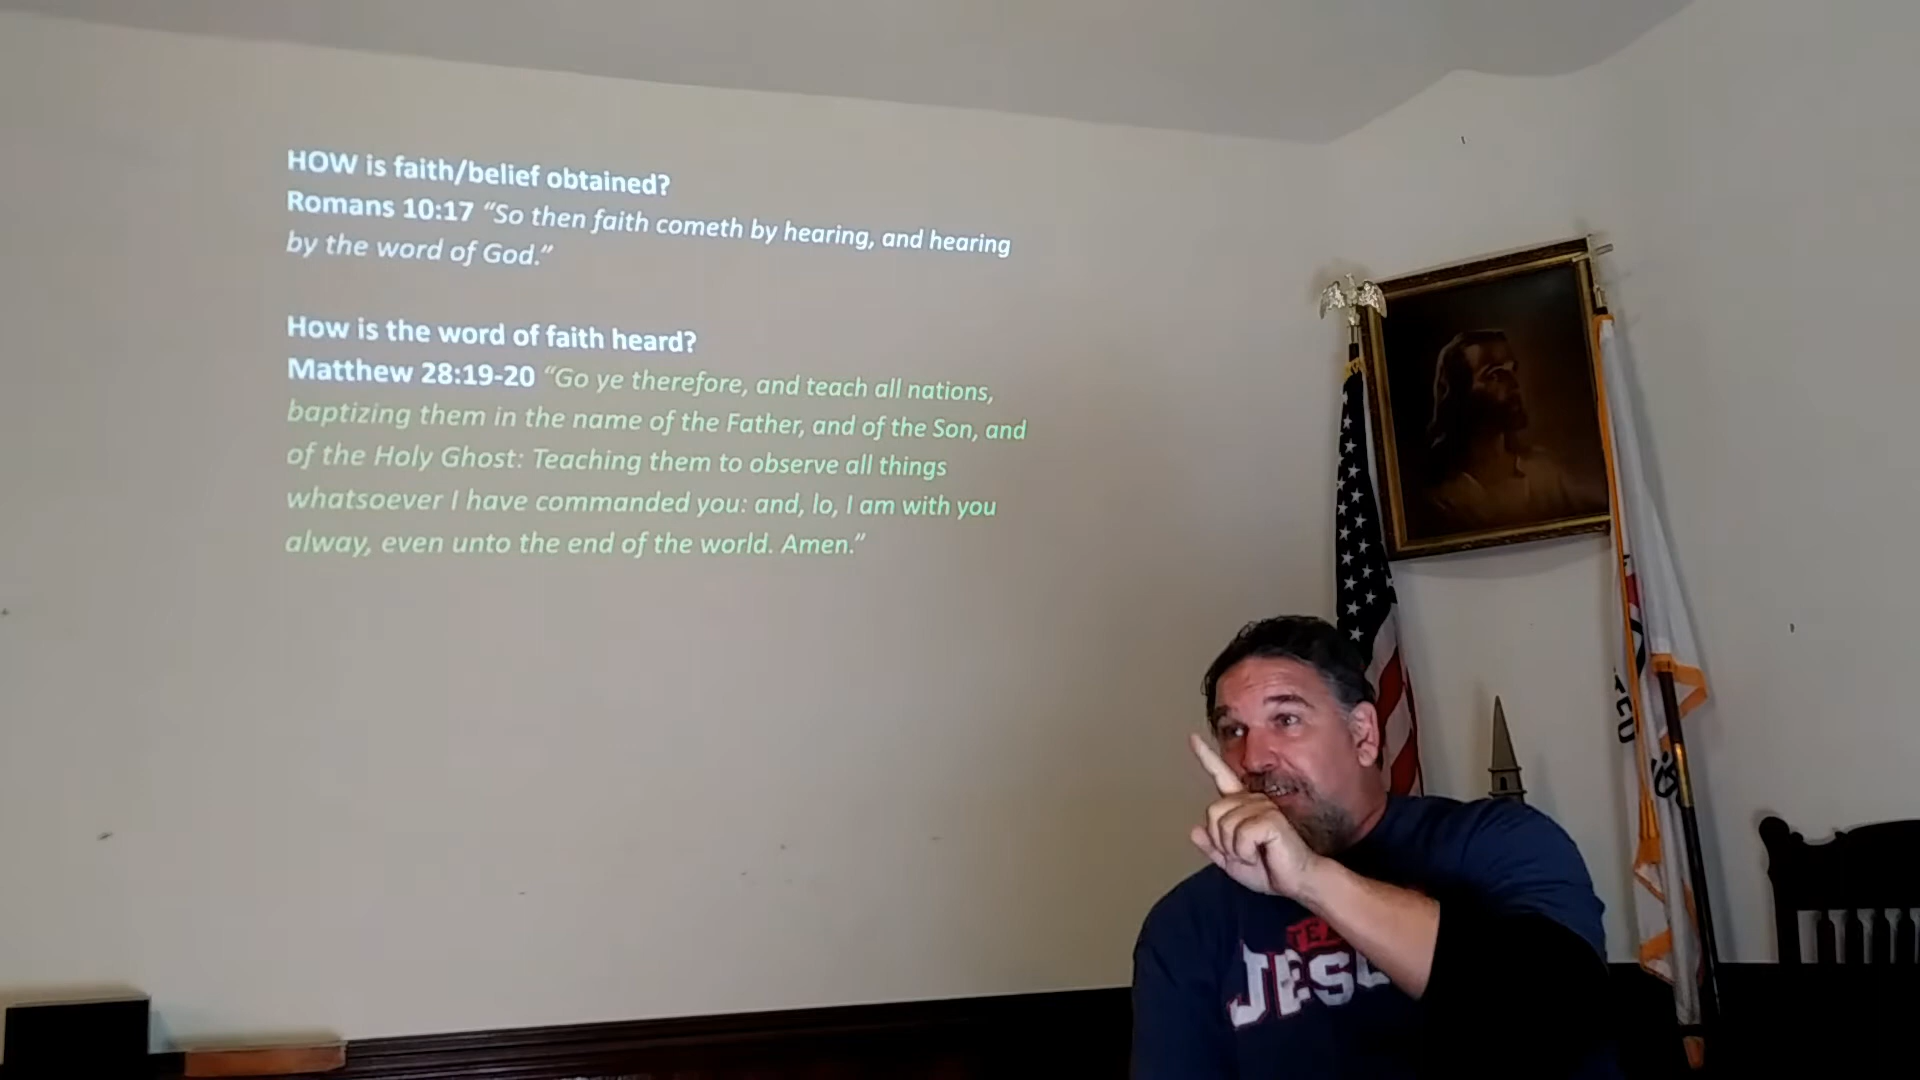 HOW is faith/belief obtained?
Romans 10:17 “So then faith cometh by hearing, and hearing
by the word of God.”
How is the word of faith heard?
Matthew 28:19-20 “Go ye therefore, and teach all nations,
baptizing them in the name of the Father, and of the Son, and
of the Holy Ghost: Teaching them to observe all things
whatsoever I have commanded you: and, lo, I am with you
alway, even unto the end of the world. Amen.”